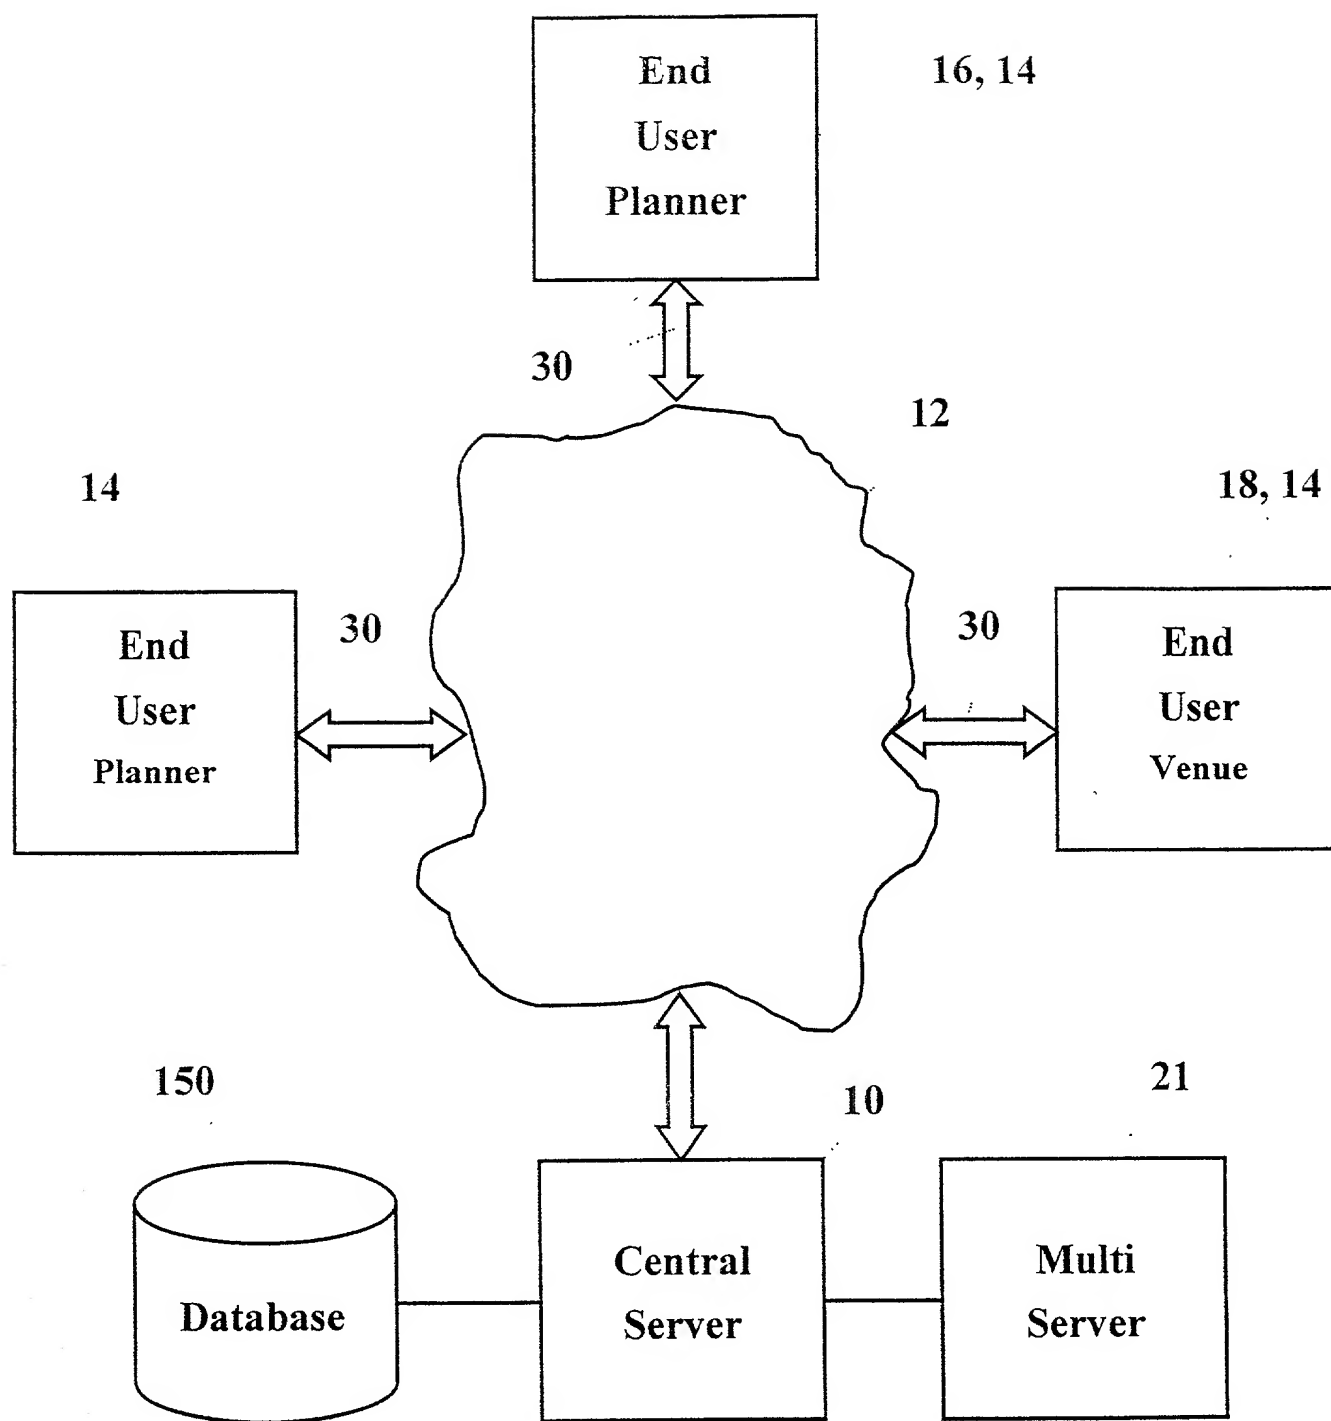 End
User
Planner
16, 14
30
12
14
18, 14
End
User
Planner
30
30
End
User
Venue
150
10
21
Database
Central
Server
Multi
Server